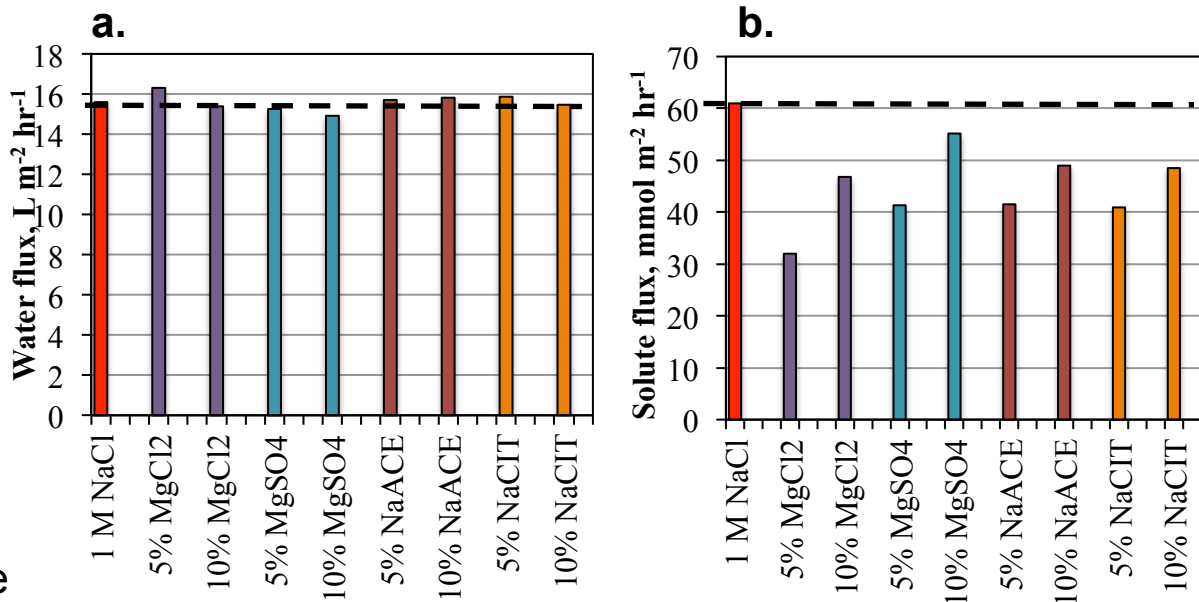 a.
Water flux, L m-2 hr-1
18
16
14
12
10
8
6
4
2
0
1 M NaCl
5% MgCl2
10% MgCl2
5% MgSO4
10% MgSO4
5% NaACE
10% NaACE
5% NaCIT
10% NaCIT
b.
Solute flux, mmol m-2 hr-1
70
60
50
40
30
20
10
0
1 M NaCl
5% MgCl2
10% MgCl2
5% MgSO4
10% MgSO4
5% NaACE
10% NaACE
5% NaCIT
10% NaCIT